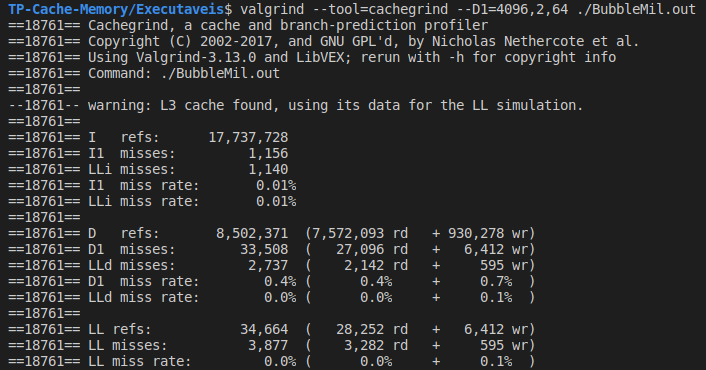 TP-Cache-Memory/Executaveis$ valgrind --tool=cachegrind --D1=4096,2,64 ./BubbleMil.out
==18761== Cachegrind, a cache and branch-prediction profiler
==18761== Copyright (C) 2002-2017, and GNU GPL'd, by Nicholas Nethercote et al.
==18761== Using Valgrind-3.13.0 and LibVEX; rerun with -h for copyright info
==18761== Command: ./BubbleMil.out
==18761==
--18761-- warning: L3 cache found, using its data for the LL simulation.
==18761==
==18761== I   refs:      17,737,728
==18761== I1  misses:         1,156
==18761== LLi misses:         1,140
==18761== I1  miss rate:       0.01%
==18761== LLi miss rate:       0.01%
==18761==
==18761== D   refs:       8,502,371  (7,572,093 rd   + 930,278 wr)
==18761== D1  misses:        33,508  (   27,096 rd   +   6,412 wr)
==18761== LLd misses:         2,737  (    2,142 rd   +     595 wr)
==18761== D1  miss rate:        0.4% (      0.4%     +     0.7%  )
==18761== LLd miss rate:        0.0% (      0.0%     +     0.1%  )
==18761==
==18761== LL refs:           34,664  (   28,252 rd   +   6,412 wr)
==18761== LL misses:          3,877  (    3,282 rd   +     595 wr)
==18761== LL miss rate:         0.0% (      0.0%     +     0.1%  )